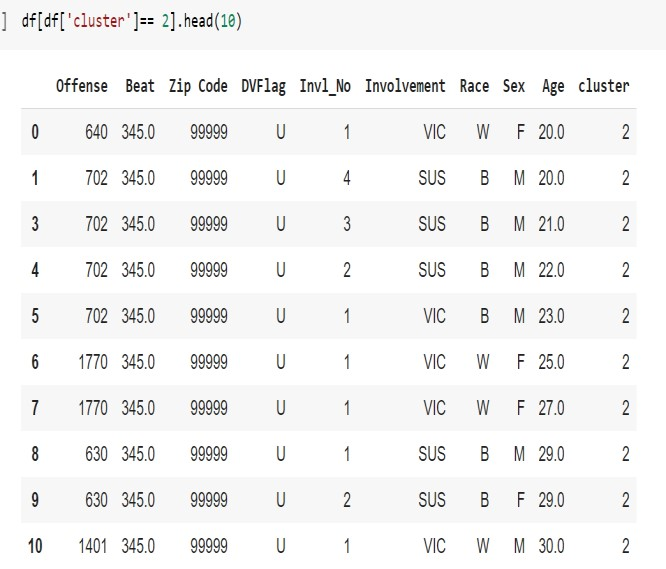 ] df[df['cluster']== 2].head(10)
Offense Beat Zip Code DVFlag Invl_No Involvement Race Sex Age cluster
0 640 345.0 99999 U 1 VIC W F 20.0 2
1 702 345.0 99999 U 4 SUS B M 20.0 2
3 702 345.0 99999 U 3 SUS B M 21.0 2
4 702 345.0 99999 U 2 SUS B M 22.0 2
5 702 345.0 99999 U 1 VIC B M 23.0 2
6 1770 345.0 99999 U 1 VIC W F 25.0 2
7 1770 345.0 99999 U 1 VIC W F 27.0 2
8 630 345.0 99999 U 1 SUS B M 29.0 2
9 630 345.0 99999 U 2 SUS B F 29.0 2
10 1401 345.0 99999 U 1 VIC W M 30.0 2